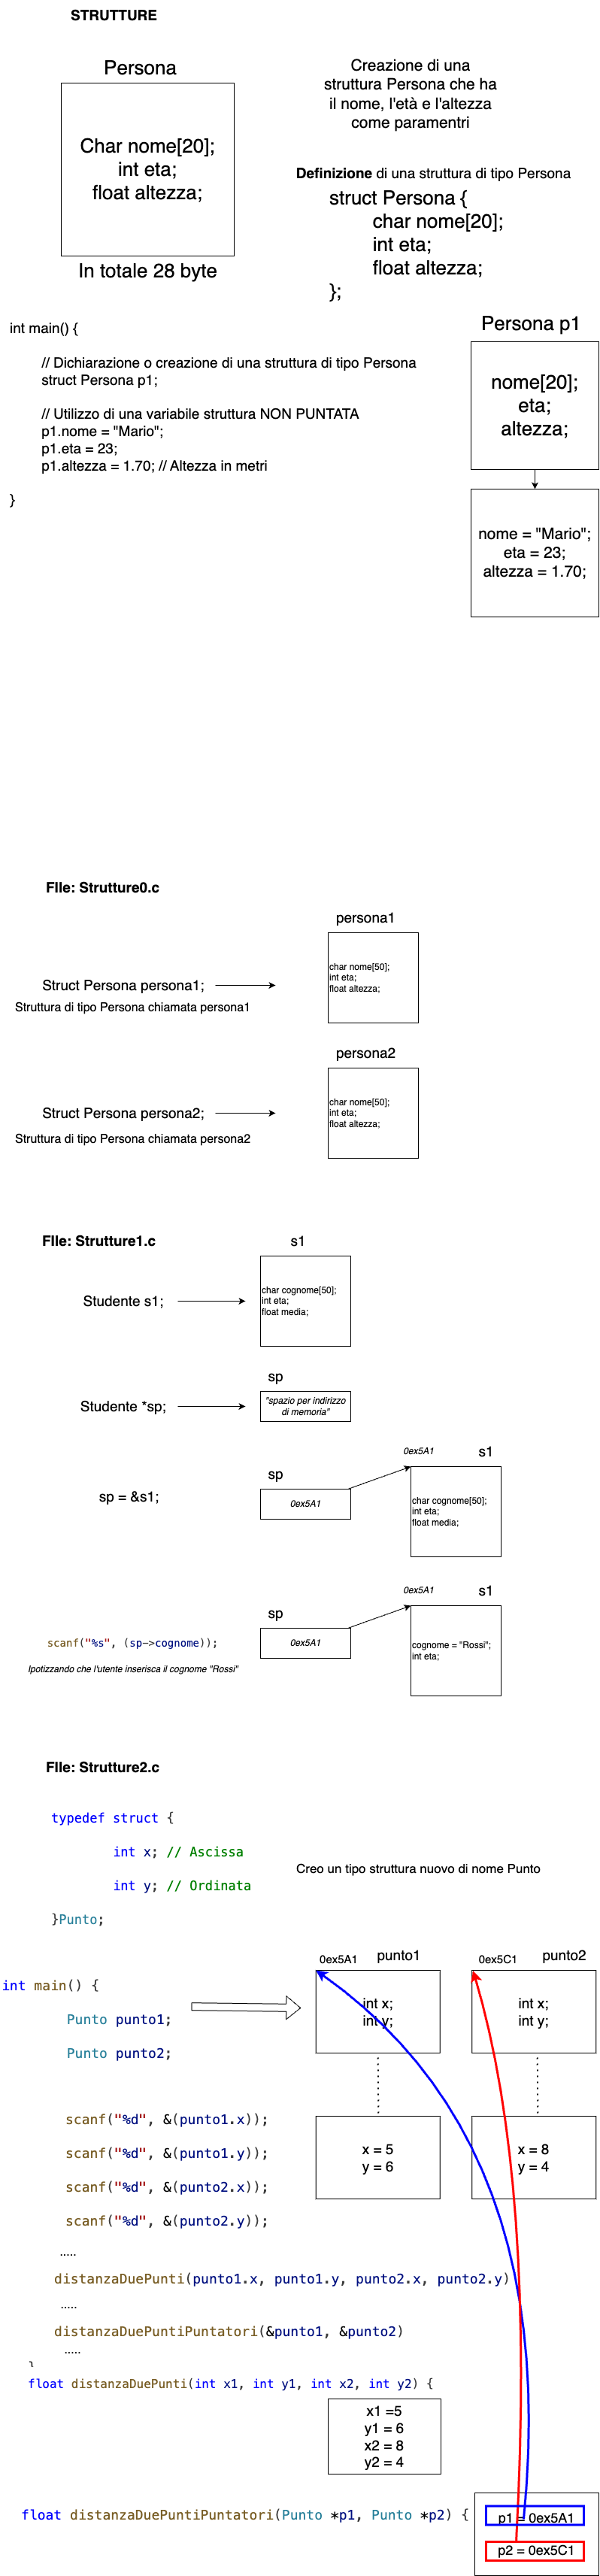 STRUTTURE
Persona
Char nome[20];
int eta;
float altezza;
In totale 28 byte
Creazione di una
struttura Persona che ha
il nome, l'età e l'altezza
come paramentri
Definizione di una struttura di tipo Persona
struct Persona {
char nome[20];
int eta;
float altezza;
};
int main() {
// Dichiarazione o creazione di una struttura di tipo Persona
struct Persona p1;
// Utilizzo di una variabile struttura NON PUNTATA
p1.nome = "Mario";
p1.eta = 23;
p1.altezza = 1.70; // Altezza in metri
}
Persona p1
nome[20];
eta;
altezza;
nome = "Mario";
eta = 23;
altezza = 1.70;
FIle: Strutture0.c
persona1
Struct Persona persona1;
Struttura di tipo Persona chiamata persona1
char nome[50];
int eta;
float altezza;
persona2
Struct Persona persona2;
Struttura di tipo Persona chiamata persona2
char nome[50];
int eta;
float altezza;
FIle: Strutture1.c
s1
Studente s1;
char cognome[50];
int eta;
float media;
sp
Studente *sp;
"spazio per indirizzo
di memoria"
sp = &s1;
sp
0ex5A1
0ex5A1
s1
char cognome[50];
int eta;
float media;
scanf("%s", (sp->cognome));
Ipotizzando che l'utente inserisca il cognome "Rossi"
sp
0ex5A1
0ex5A1
s1
cognome = "Rossi";
int eta;
FIle: Strutture2.c
typedef struct {
int x; // Ascissa
int y; // Ordinata
}Punto;
Creo un tipo struttura nuovo di nome Punto
int main() {
Punto punto1;
Punto punto2;
0ex5A1
punto1
int x;
int y;
0ex5C1
punto2
int x;
int y;
x = 5
y = 6
x = 8
y = 4
scanf("%d", &(punto1.x));
scanf("%d", &(punto1.y));
scanf("%d", &(punto2.x));
scanf("%d", &(punto2.y));
.....
distanzaDuePunti(punto1.x, punto1.y, punto2.x, punto2.y)
.....
distanzaDuePuntiPuntatori(&punto1, &punto2)
.....
}
float distanzaDuePunti(int x1, int y1, int x2, int y2) {
x1 =5
y1 = 6
x2 = 8
y2 = 4
float distanzaDuePuntiPuntatori(Punto *p1, Punto *p2) {
p1 = 0ex5A1
p2 = 0ex5C1